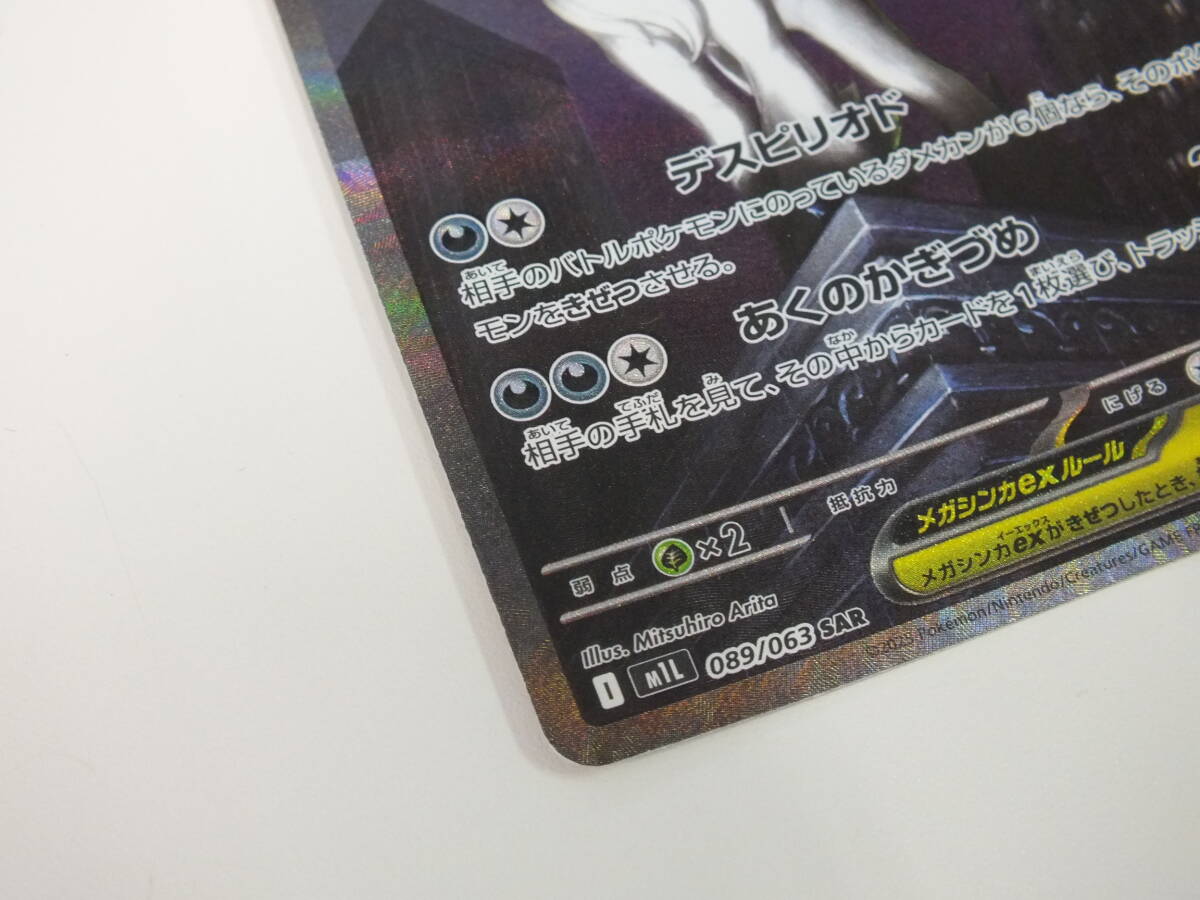 デスピリオド
相手のバトルポケモンにのっているダメカンが6個なら、そのポケ
モンをきぜつさせる。
あくのかぎづめ
相手の手札を見て、その中からカードを1枚選び、トラッ
弱点 ×2 抵抗力 にげる
メガシンカexルール
メガシンカexがきぜつしたとき、
Illus. Mitsuhiro Arita
I M1L 089/063 SAR
©2025 Pokémon/Nintendo/Creatures/GAME